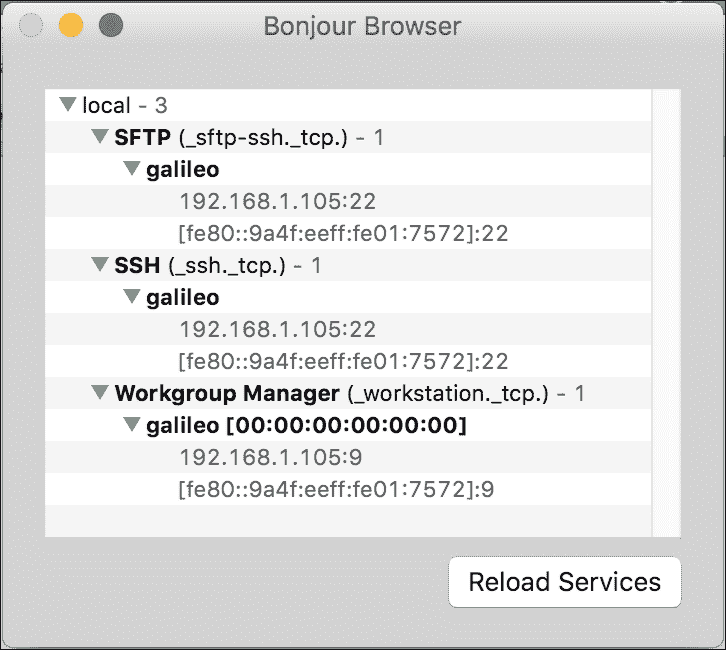 Bonjour Browser
local - 3
SFTP (_sftp-ssh._tcp.) - 1
galileo
192.168.1.105:22
[fe80::9a4f:eeff:fe01:7572]:22
SSH (_ssh._tcp.) - 1
galileo
192.168.1.105:22
[fe80::9a4f:eeff:fe01:7572]:22
Workgroup Manager (_workstation._tcp.) - 1
galileo [00:00:00:00:00:00]
192.168.1.105:9
[fe80::9a4f:eeff:fe01:7572]:9
Reload Services